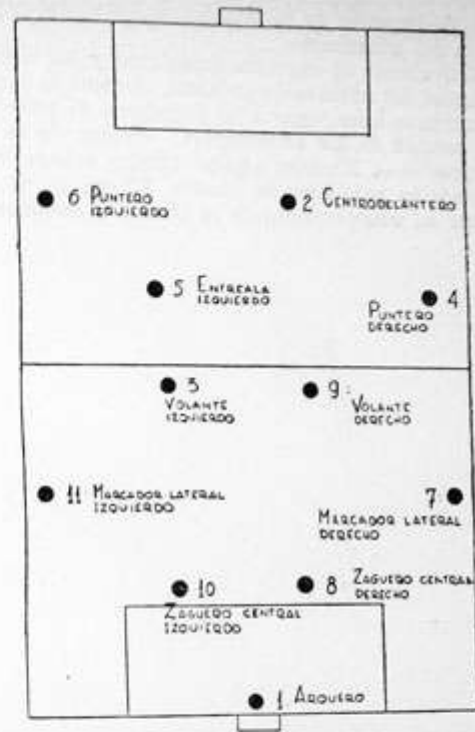 6 PUNTERO
IZQUIERDO
2 CENTRODELANTERO
5 ENTREALA
IZQUIERDO
4
PUNTERO
DERECHO
3
VOLANTE
IZQUIERDO
9
VOLANTE
DERECHO
11 MARCADOR LATERAL
IZQUIERDO
7
MARCADOR LATERAL
DERECHO
10
ZAGUERO CENTRAL
IZQUIERDO
8 ZAGUERO CENTRAL
DERECHO
1 ARQUERO